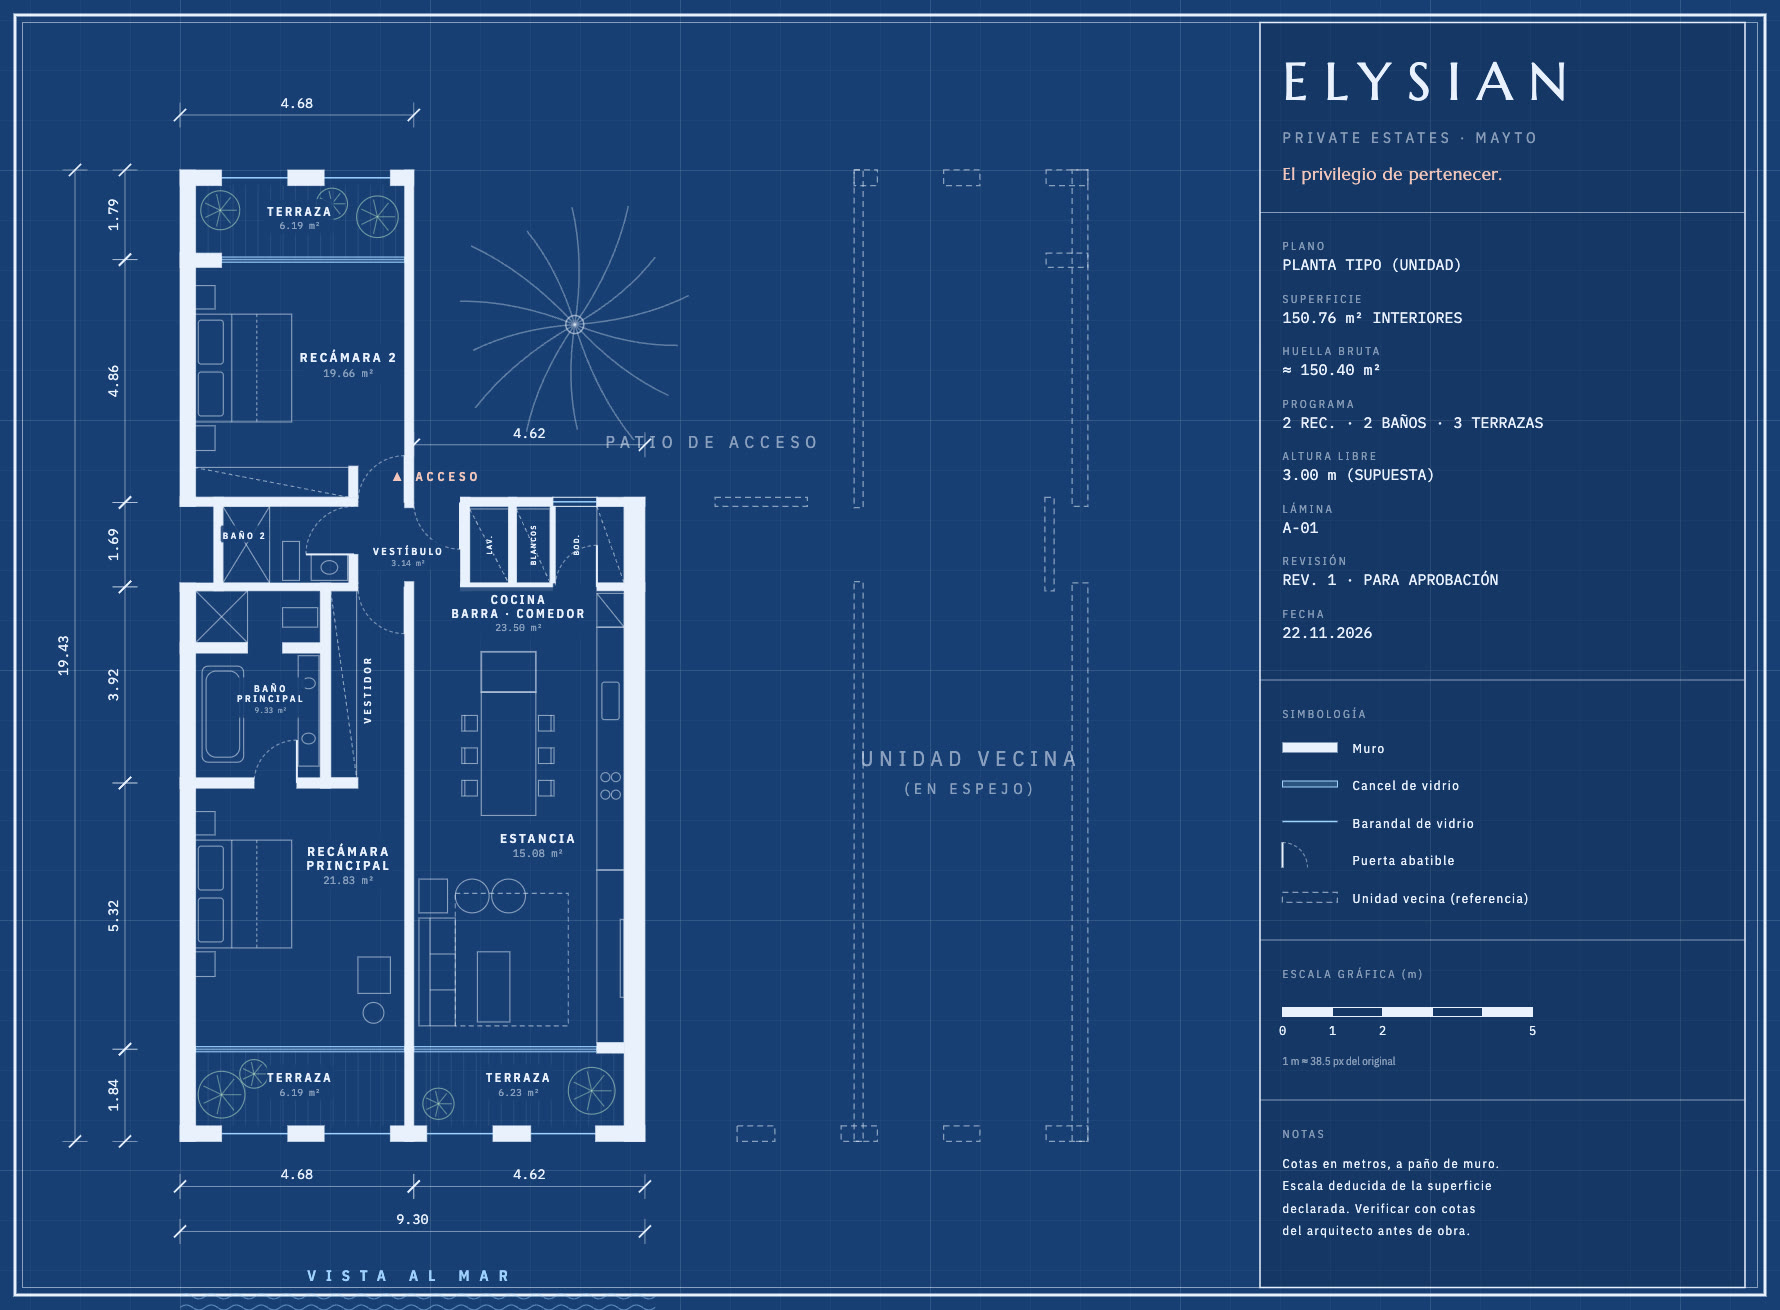 4.68
1.79
4.86
1.69
3.92
5.32
1.84
19.43
TERRAZA
6.19 m²
RECÁMARA 2
19.66 m²
4.62
PATIO DE ACCESO
▲ ACCESO
BAÑO 2
VESTÍBULO
3.14 m²
LAV.
BLANCOS
BOD.
COCINA
BARRA · COMEDOR
23.50 m²
VESTIDOR
BAÑO
PRINCIPAL
9.33 m²
UNIDAD VECINA
(EN ESPEJO)
ESTANCIA
15.08 m²
RECÁMARA
PRINCIPAL
21.83 m²
TERRAZA
6.19 m²
TERRAZA
6.23 m²
4.68
4.62
9.30
VISTA AL MAR
ELYSIAN
PRIVATE ESTATES · MAYTO
El privilegio de pertenecer.
PLANO
PLANTA TIPO (UNIDAD)
SUPERFICIE
150.76 m² INTERIORES
HUELLA BRUTA
≈ 150.40 m²
PROGRAMA
2 REC. · 2 BAÑOS · 3 TERRAZAS
ALTURA LIBRE
3.00 m (SUPUESTA)
LÁMINA
A-01
REVISIÓN
REV. 1 · PARA APROBACIÓN
FECHA
22.11.2026
SIMBOLOGÍA
Muro
Cancel de vidrio
Barandal de vidrio
Puerta abatible
Unidad vecina (referencia)
ESCALA GRÁFICA (m)
0 1 2 5
1 m ≈ 38.5 px del original
NOTAS
Cotas en metros, a paño de muro.
Escala deducida de la superficie
declarada. Verificar con cotas
del arquitecto antes de obra.